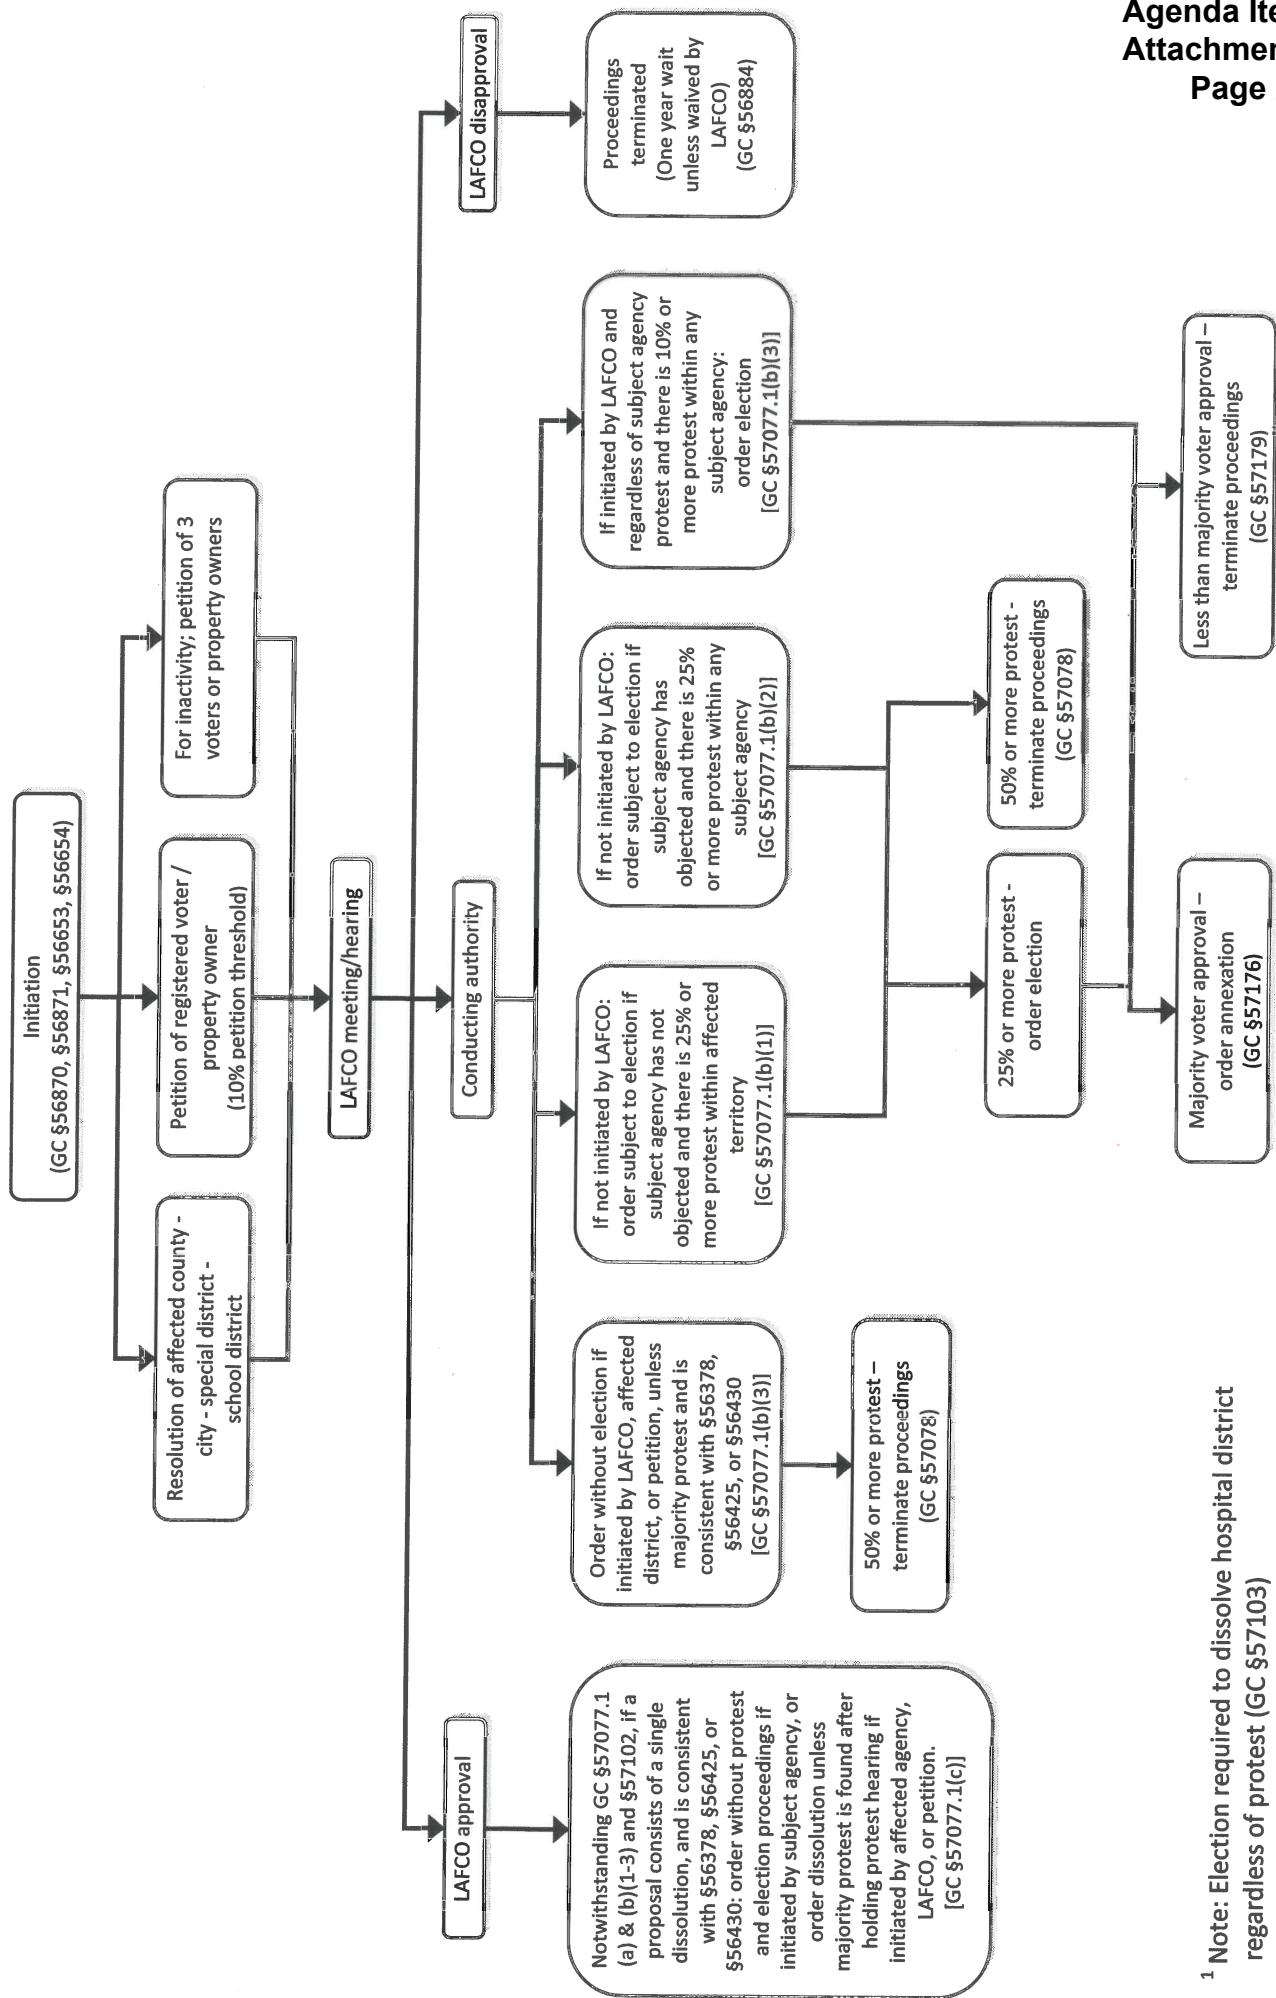 Agenda Ite
Attachmen
Page
Initiation
(GC §56870, §56871, §56653, §56654)
Resolution of affected county -
city - special district -
school district
Petition of registered voter /
property owner
(10% petition threshold)
For inactivity; petition of 3
voters or property owners
LAFCO meeting/hearing
LAFCO approval
Conducting authority
LAFCO disapproval
Notwithstanding GC §57077.1
(a) & (b)(1-3) and §57102, if a
proposal consists of a single
dissolution, and is consistent
with §56378, §56425, or
§56430: order without protest
and election proceedings if
initiated by subject agency, or
order dissolution unless
majority protest is found after
holding protest hearing if
initiated by affected agency,
LAFCO, or petition.
[GC §57077.1(c)]
Order without election if
initiated by LAFCO, affected
district, or petition, unless
majority protest and is
consistent with §56378,
§56425, or §56430
[GC §57077.1(b)(3)]
If not initiated by LAFCO:
order subject to election if
subject agency has not
objected and there is 25% or
more protest within affected
territory
[GC §57077.1(b)(1)]
If not initiated by LAFCO:
order subject to election if
subject agency has
objected and there is 25%
or more protest within any
subject agency
[GC §57077.1(b)(2)]
If initiated by LAFCO and
regardless of subject agency
protest and there is 10% or
more protest within any
subject agency:
order election
[GC §57077.1(b)(3)]
Proceedings
terminated
(One year wait
unless waived by
LAFCO)
(GC §56884)
50% or more protest –
terminate proceedings
(GC §57078)
25% or more protest -
order election
50% or more protest -
terminate proceedings
(GC §57078)
Majority voter approval –
order annexation
(GC §57176)
Less than majority voter approval –
terminate proceedings
(GC §57179)
1 Note: Election required to dissolve hospital district
regardless of protest (GC §57103)